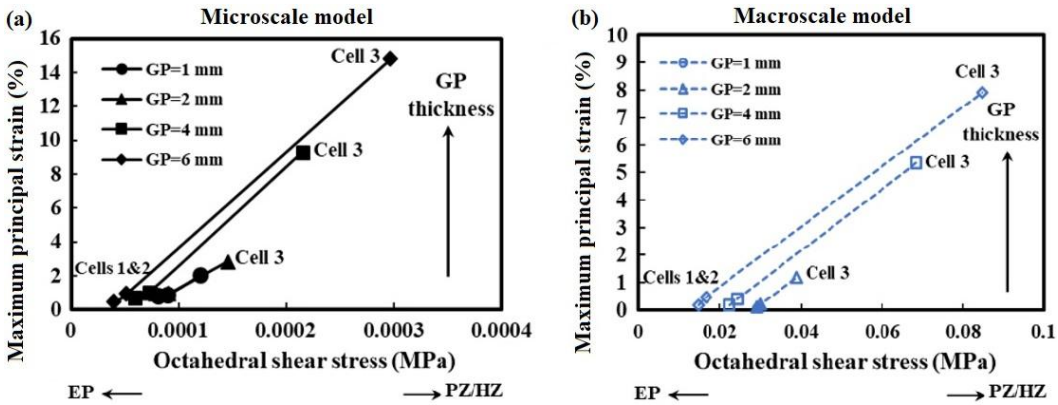 (a)
Microscale model
Maximum principal strain (%)
16
14
12
10
8
6
4
2
0
GP=1 mm
GP=2 mm
GP=4 mm
GP=6 mm
Cell 3
GP
thickness
Cell 3
Cells 1&2
Cell 3
0
0.0001
0.0002
0.0003
0.0004
Octahedral shear stress (MPa)
EP
PZ/HZ
(b)
Macroscale model
Maximum principal strain (%)
10
9
8
7
6
5
4
3
2
1
0
GP=1 mm
GP=2 mm
GP=4 mm
GP=6 mm
Cell 3
GP
thickness
Cell 3
Cells 1&2
Cell 3
0
0.02
0.04
0.06
0.08
0.1
Octahedral shear stress (MPa)
EP
PZ/HZ